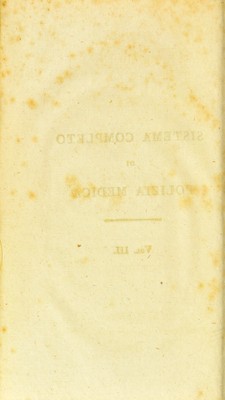 SISTEMA COMPLETO
DI
POLIZIA MEDICA
VOL. III.